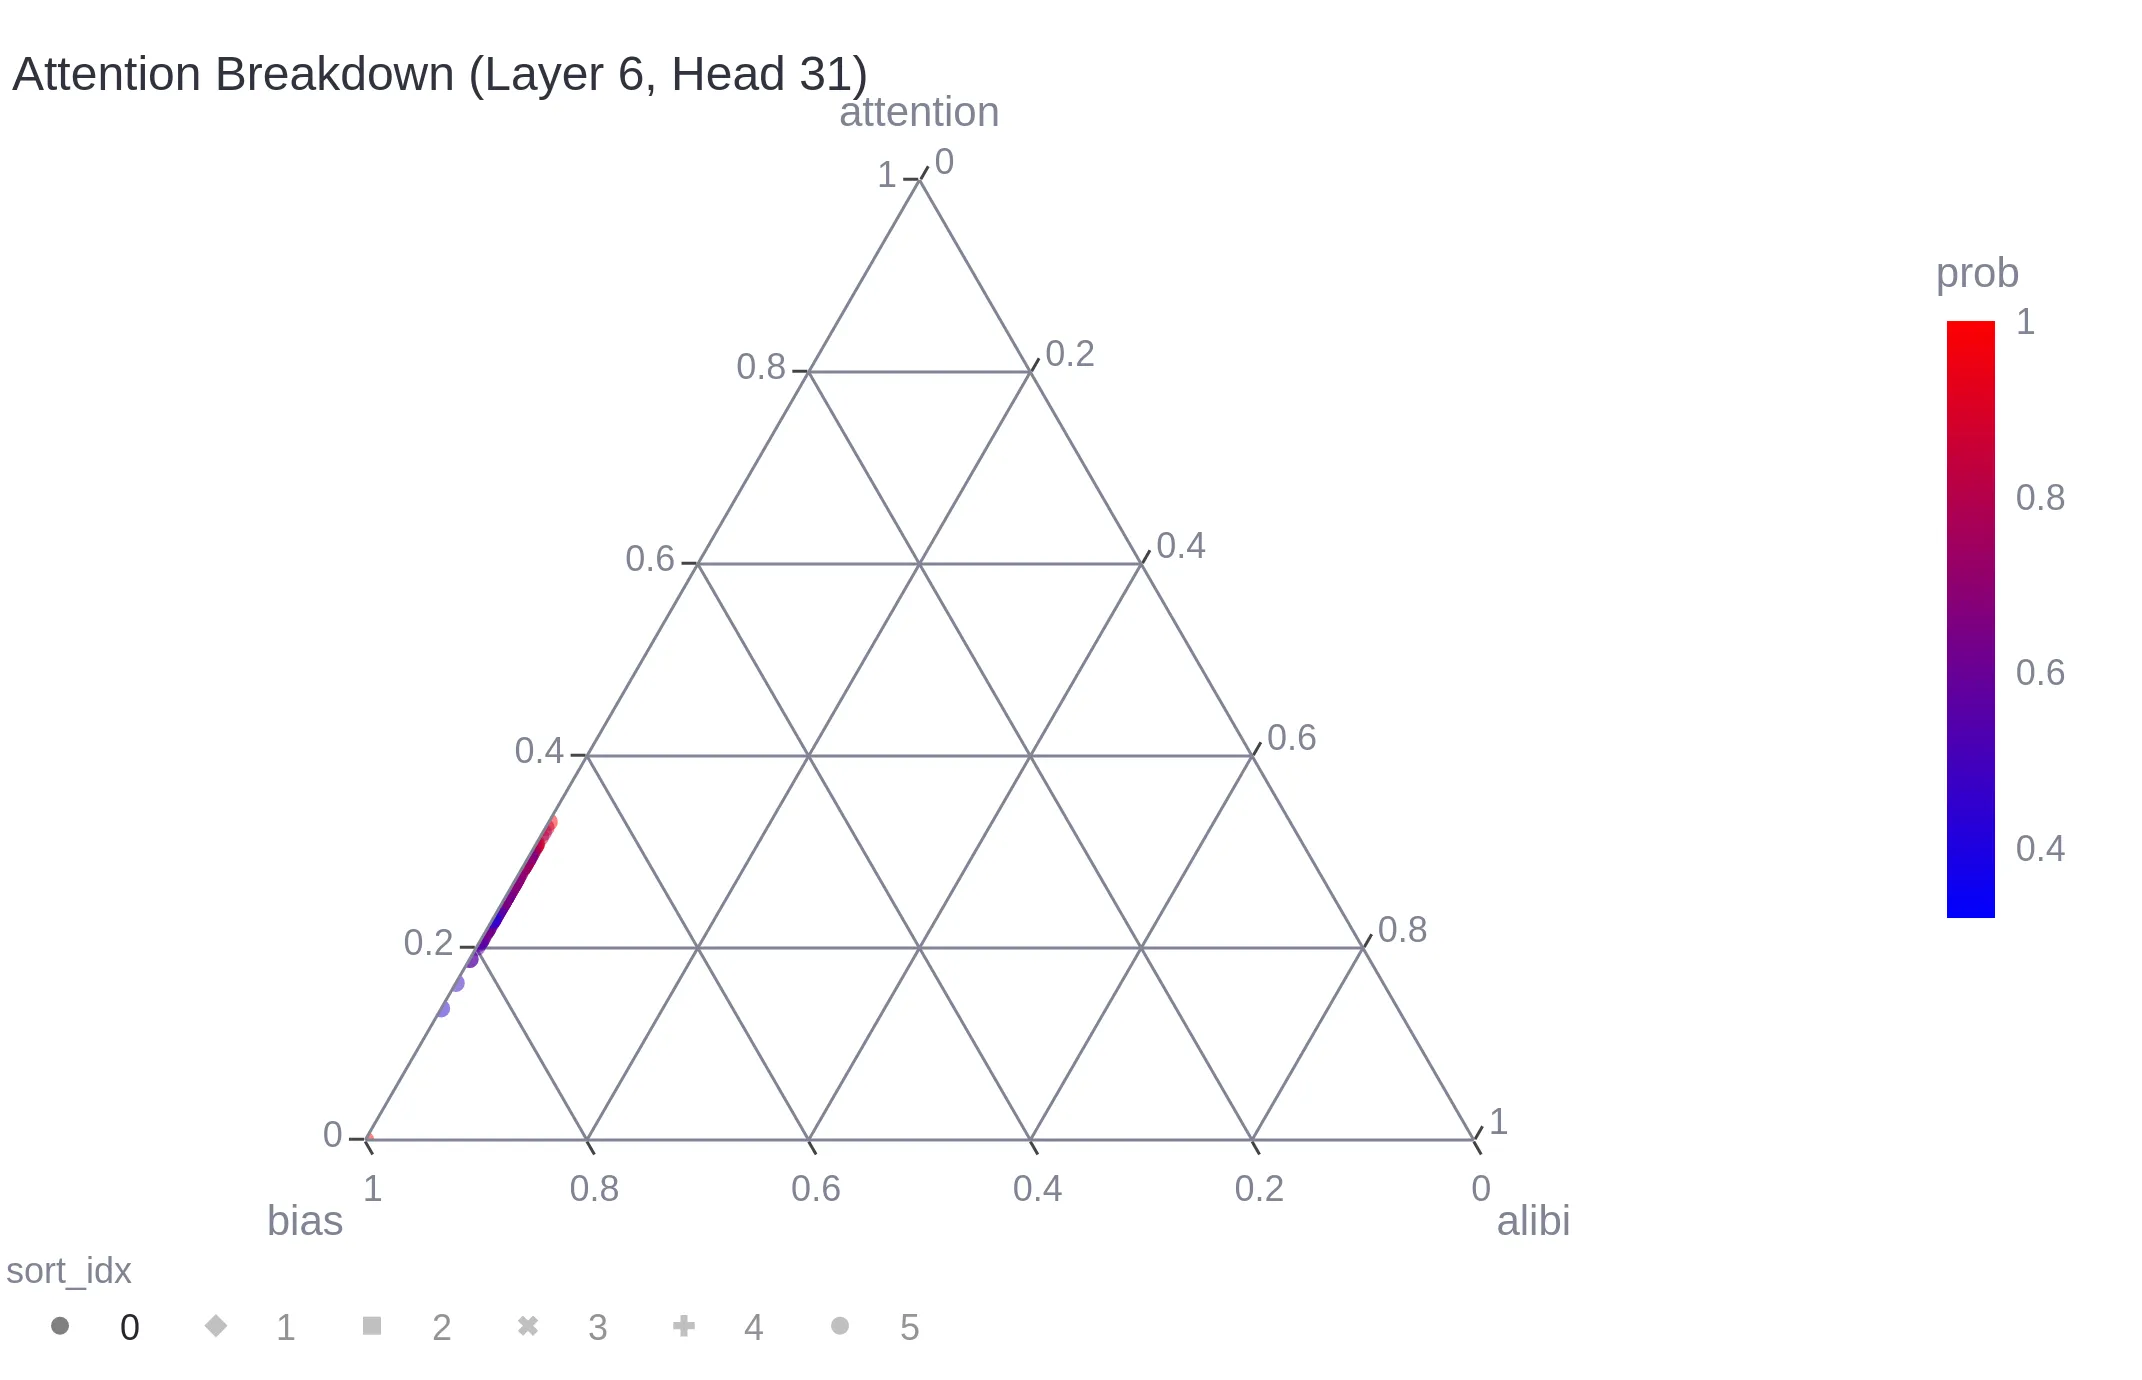 Attention Breakdown (Layer 6, Head 31)
attention
1 0
prob
1
0.8 0.2
0.8
0.6 0.4
0.6
0.4 0.6
0.4
0.2 0.8
0 1
1 0.8 0.6 0.4 0.2 0
bias alibi
sort_idx
0 1 2 3 4 5